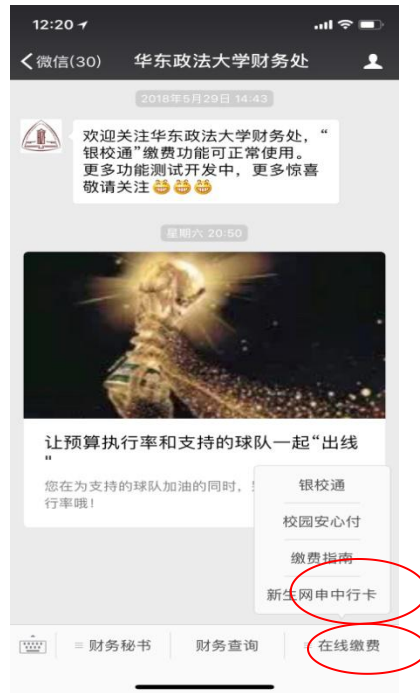 12:20
微信(30)
华东政法大学财务处
2018年5月29日 14:43
欢迎关注华东政法大学财务处，“
银校通”缴费功能可正常使用。
更多功能测试开发中，更多惊喜
敬请关注😁😁😁
星期六 20:50
让预算执行率和支持的球队一起“出线
"
您在为支持的球队加油的同时，
行率哦！
银校通
校园安心付
缴费指南
新生网申中行卡
财务秘书
财务查询
在线缴费